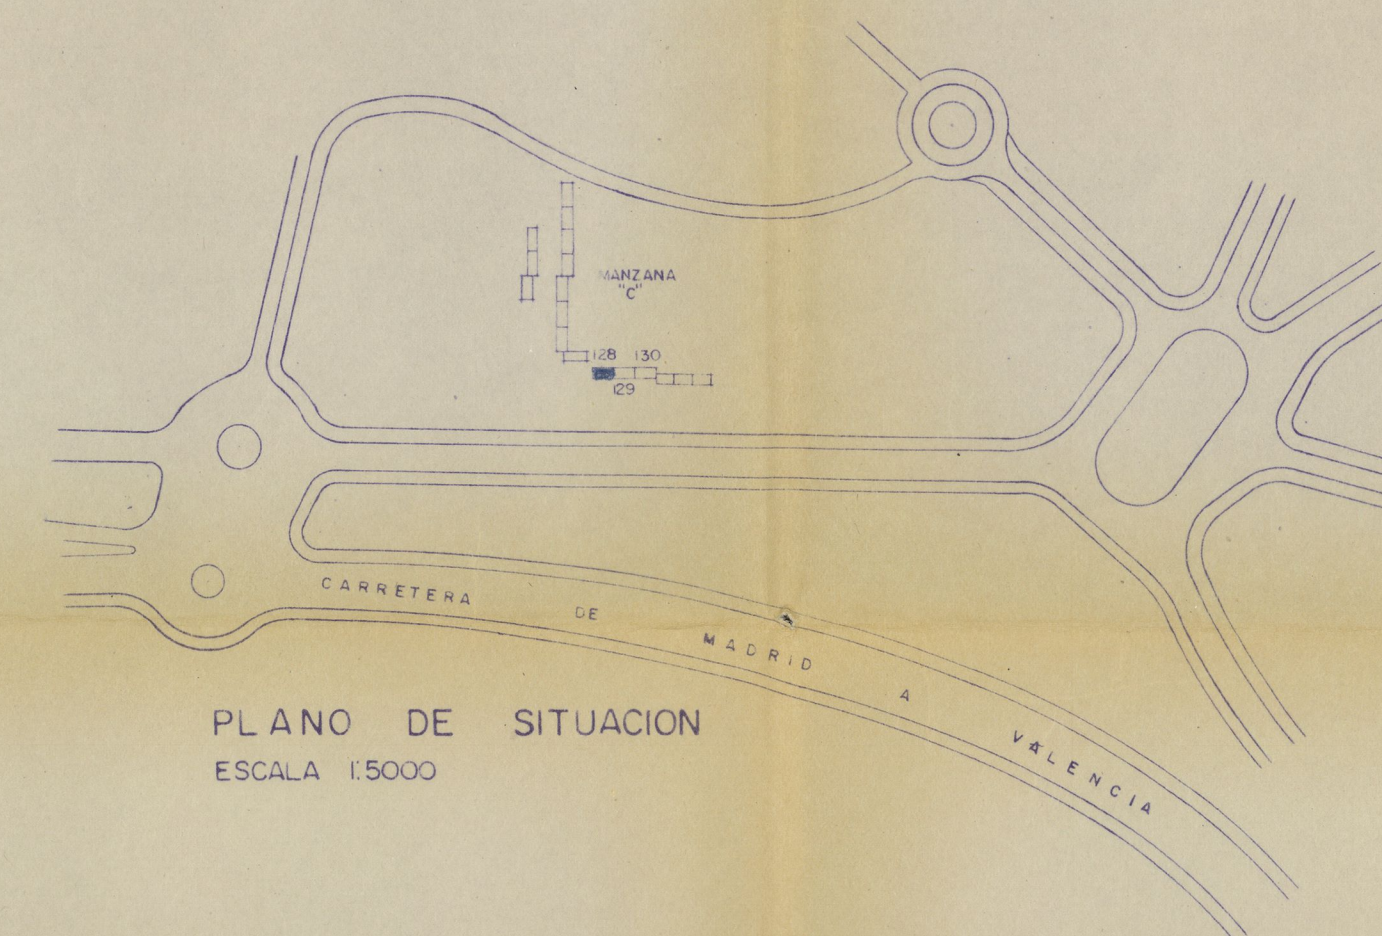 MANZANA
"C"
128 130
129
CARRETERA DE MADRID A VALENCIA
PLANO DE SITUACION
ESCALA 1:5000